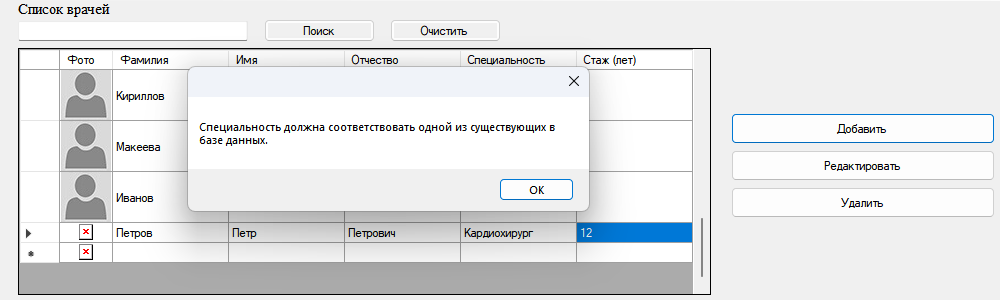 Список врачей
Поиск
Очистить
Фото Фамилия Имя Отчество Специальность Стаж (лет)
Кириллов
Специальность должна соответствовать одной из существующих в
базе данных.
Добавить
Макеева
Редактировать
OK
Иванов
Удалить
Петров Петр Петрович Кардиохирург 12